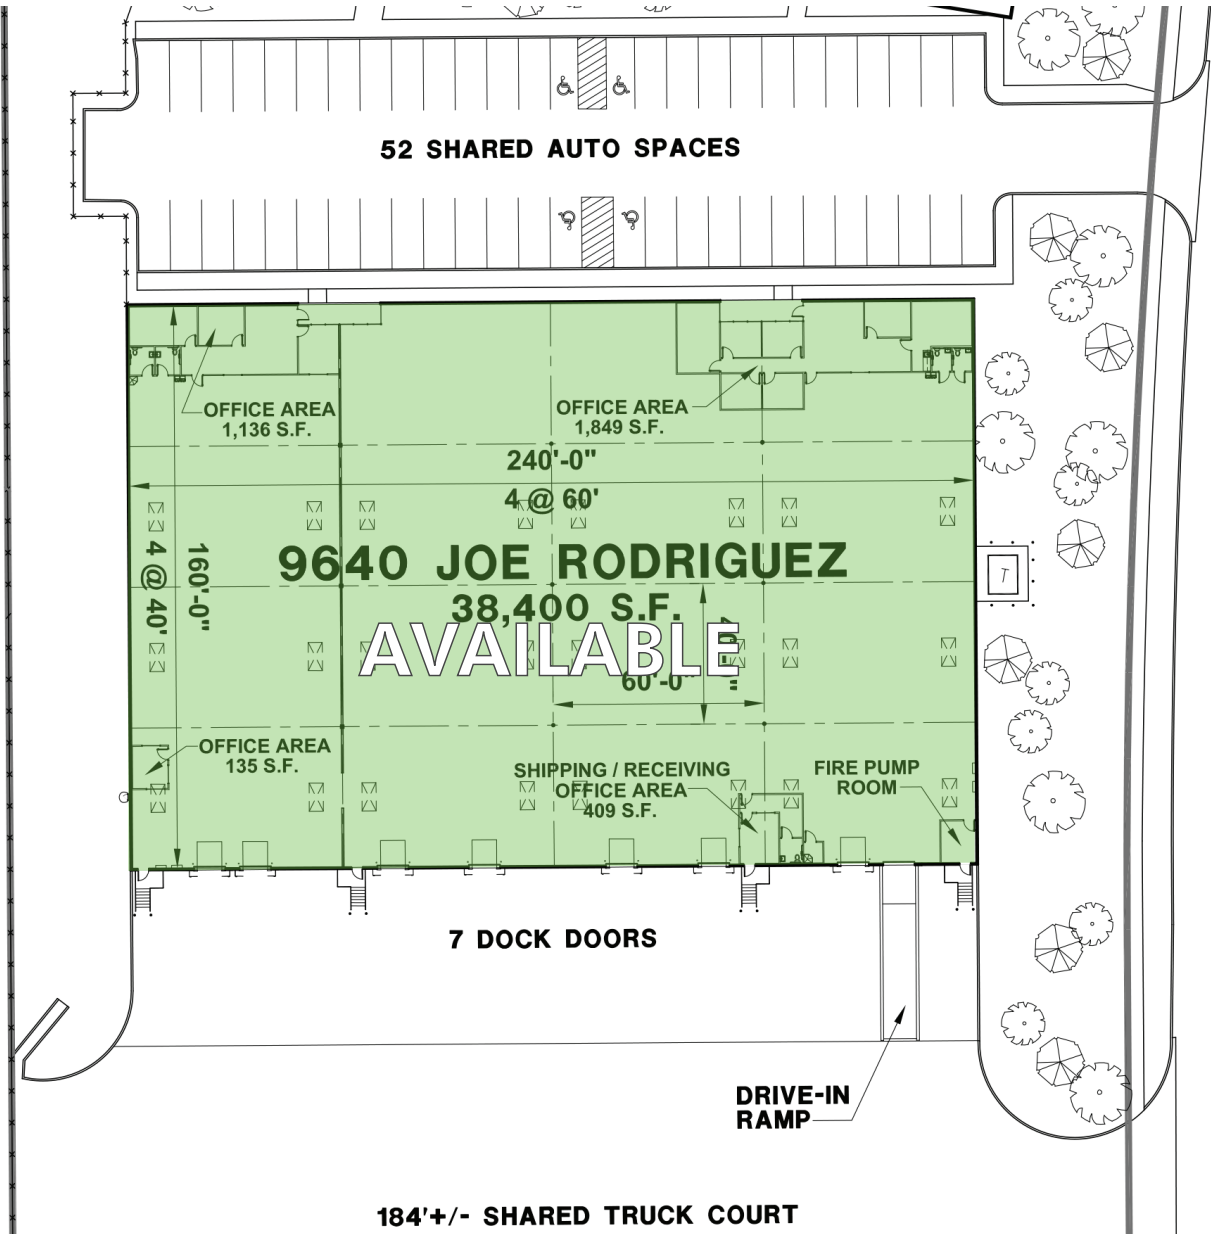 52 SHARED AUTO SPACES
OFFICE AREA
1,136 S.F.
OFFICE AREA
1,849 S.F.
240'-0"
4 @ 60'
160'-0"
4 @ 40'
9640 JOE RODRIGUEZ
38,400 S.F.
AVAILABLE
60'-0"
T
OFFICE AREA
135 S.F.
SHIPPING / RECEIVING
OFFICE AREA
409 S.F.
FIRE PUMP
ROOM
7 DOCK DOORS
DRIVE-IN
RAMP
184'+/- SHARED TRUCK COURT